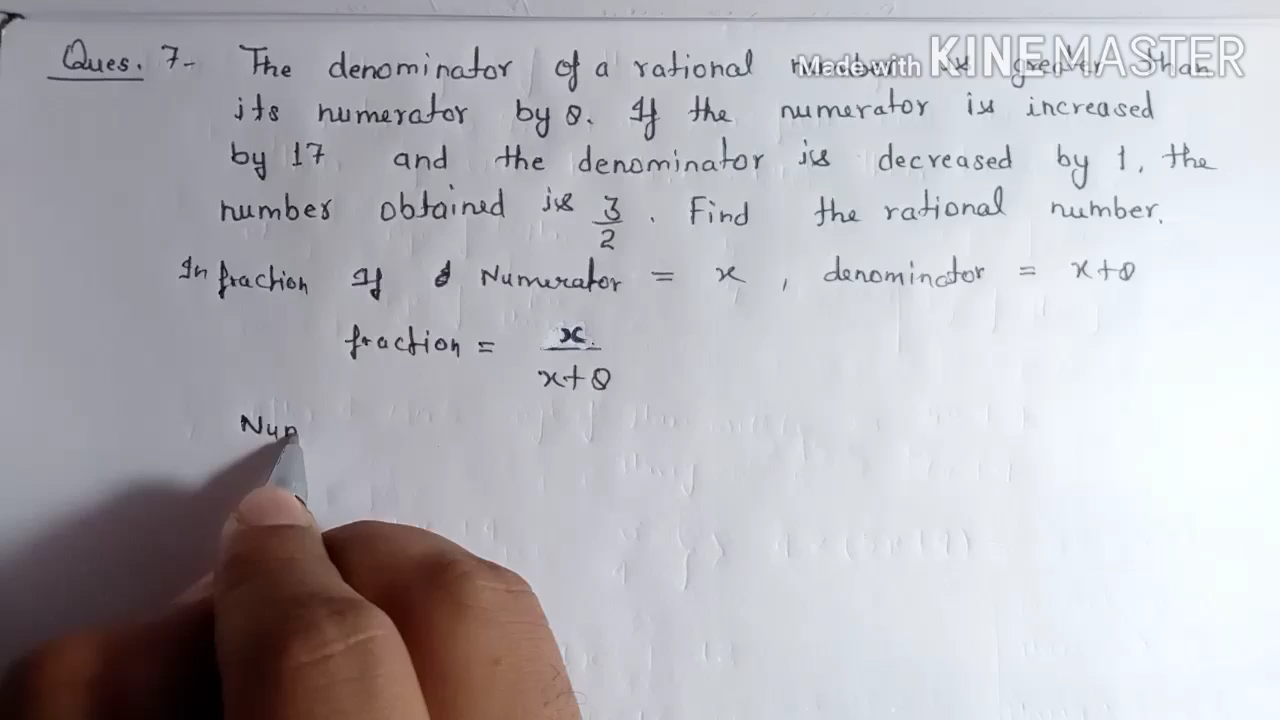 Ques. 7- The denominator of a rational number is greater than
Made with KINEMASTER
its numerator by 8. If the numerator is increased
by 17 and the denominator is decreased by 1, the
number obtained is 3/2. Find the rational number.
In fraction If Numerator = x, denominator = x+8
fraction = x/x+8
Num